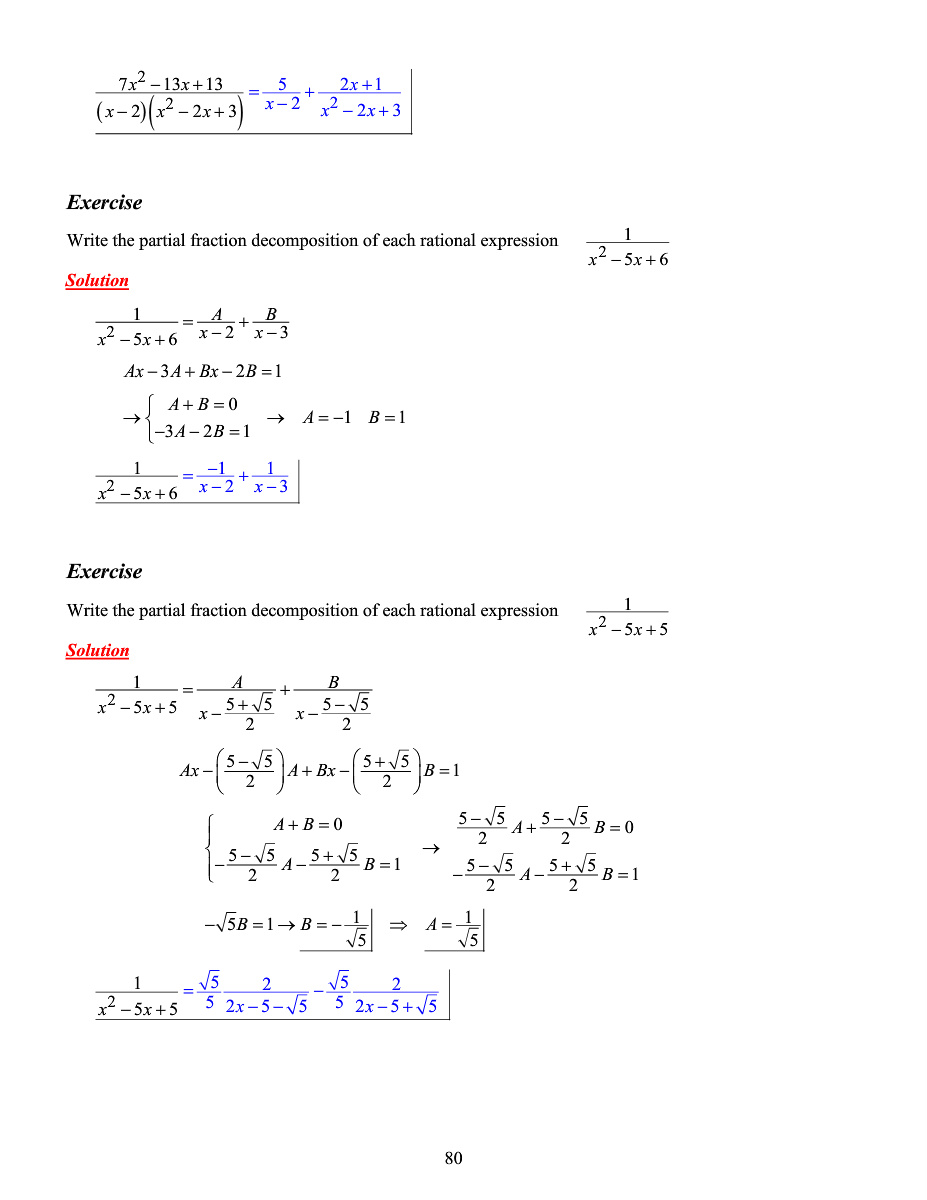 \frac{7x^2-13x+13}{(x-2)(x^2-2x+3)} = \frac{5}{x-2} + \frac{2x+1}{x^2-2x+3}
Exercise
Write the partial fraction decomposition of each rational expression \frac{1}{x^2-5x+6}
Solution
\frac{1}{x^2-5x+6} = \frac{A}{x-2} + \frac{B}{x-3}
Ax-3A+Bx-2B=1
→ \begin{cases} A+B=0 \\ -3A-2B=1 \end{cases} → A=-1 B=1
\frac{1}{x^2-5x+6} = \frac{-1}{x-2} + \frac{1}{x-3}
Exercise
Write the partial fraction decomposition of each rational expression \frac{1}{x^2-5x+5}
Solution
\frac{1}{x^2-5x+5} = \frac{A}{x-\frac{5+\sqrt{5}}{2}} + \frac{B}{x-\frac{5-\sqrt{5}}{2}}
Ax-\left(\frac{5-\sqrt{5}}{2}\right)A+Bx-\left(\frac{5+\sqrt{5}}{2}\right)B=1
\begin{cases} A+B=0 \\ -\frac{5-\sqrt{5}}{2}A-\frac{5+\sqrt{5}}{2}B=1 \end{cases} → \begin{matrix} \frac{5-\sqrt{5}}{2}A+\frac{5-\sqrt{5}}{2}B=0 \\ -\frac{5-\sqrt{5}}{2}A-\frac{5+\sqrt{5}}{2}B=1 \end{matrix}
-\sqrt{5}B=1 → B=-\frac{1}{\sqrt{5}} ⇒ A=\frac{1}{\sqrt{5}}
\frac{1}{x^2-5x+5} = \frac{\sqrt{5}}{5}\frac{2}{2x-5-\sqrt{5}} - \frac{\sqrt{5}}{5}\frac{2}{2x-5+\sqrt{5}}
80